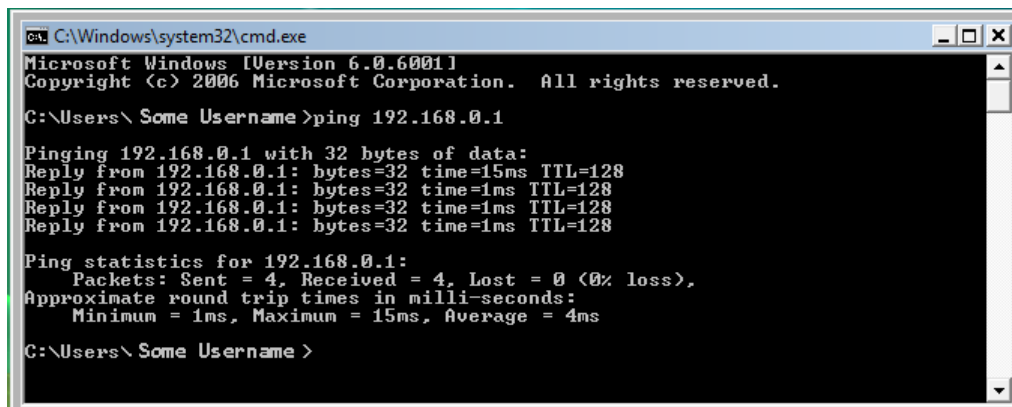 C:\Windows\system32\cmd.exe
Microsoft Windows [Version 6.0.6001]
Copyright (c) 2006 Microsoft Corporation.  All rights reserved.
C:\Users\ Some Username >ping 192.168.0.1
Pinging 192.168.0.1 with 32 bytes of data:
Reply from 192.168.0.1: bytes=32 time=15ms TTL=128
Reply from 192.168.0.1: bytes=32 time=1ms TTL=128
Reply from 192.168.0.1: bytes=32 time=1ms TTL=128
Reply from 192.168.0.1: bytes=32 time=1ms TTL=128
Ping statistics for 192.168.0.1:
    Packets: Sent = 4, Received = 4, Lost = 0 (0% loss),
Approximate round trip times in milli-seconds:
    Minimum = 1ms, Maximum = 15ms, Average = 4ms
C:\Users\ Some Username >